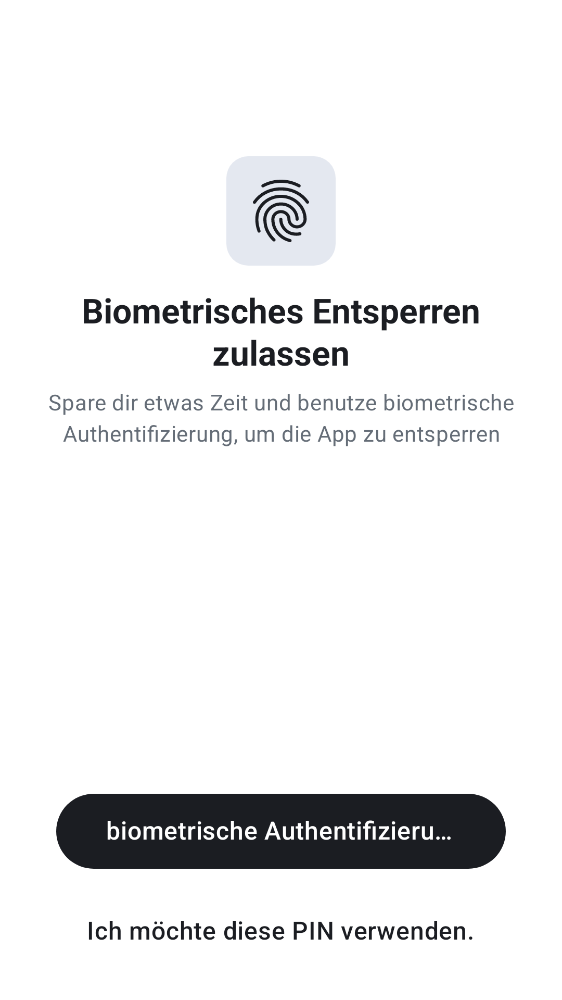 Biometrisches Entsperren
zulassen
Spare dir etwas Zeit und benutze biometrische
Authentifizierung, um die App zu entsperren
biometrische Authentifizieru…
Ich möchte diese PIN verwenden.